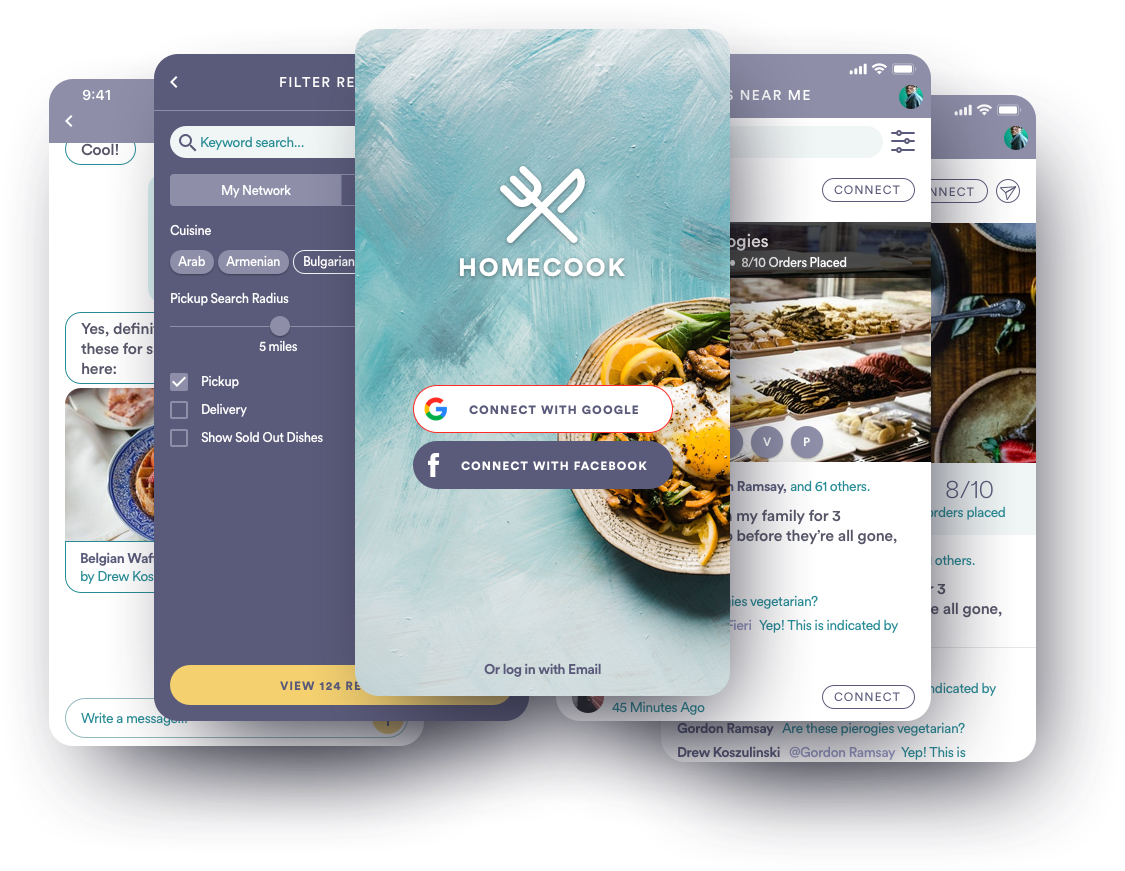 9:41
Cool!
Yes, defini
these for s
here:
Belgian Waf
by Drew Kos
Write a message...
FILTER RE
Keyword search...
My Network
Cuisine
Arab
Armenian
Bulgarian
Pickup Search Radius
5 miles
Pickup
Delivery
Show Sold Out Dishes
VIEW 124 RE
HOMECOOK
CONNECT WITH GOOGLE
CONNECT WITH FACEBOOK
Or log in with Email
S NEAR ME
CONNECT
ogies
8/10 Orders Placed
V
P
n Ramsay, and 61 others.
my family for 3
before they're all gone,
ies vegetarian?
Fieri Yep! This is indicated by
CONNECT
45 Minutes Ago
NNECT
8/10
orders placed
others.
3
e all gone,
ndicated by
Gordon Ramsay Are these pierogies vegetarian?
Drew Koszulinski @Gordon Ramsay Yep! This is